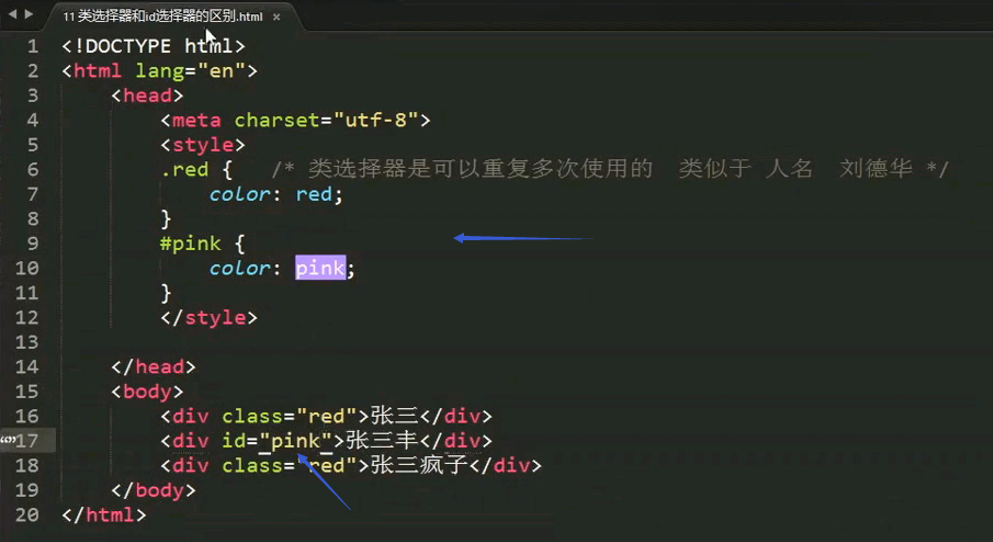 11 类选择器和id选择器的区别.html ×
1 <!DOCTYPE html>
2 <html lang="en">
3 <head>
4 <meta charset="utf-8">
5 <style>
6 .red { /* 类选择器是可以重复多次使用的 类似于 人名 刘德华 */
7 color: red;
8 }
9 #pink {
10 color: pink;
11 }
12 </style>
13
14 </head>
15 <body>
16 <div class="red">张三</div>
17 <div id="pink">张三丰</div>
18 <div class="red">张三疯子</div>
19 </body>
20 </html>